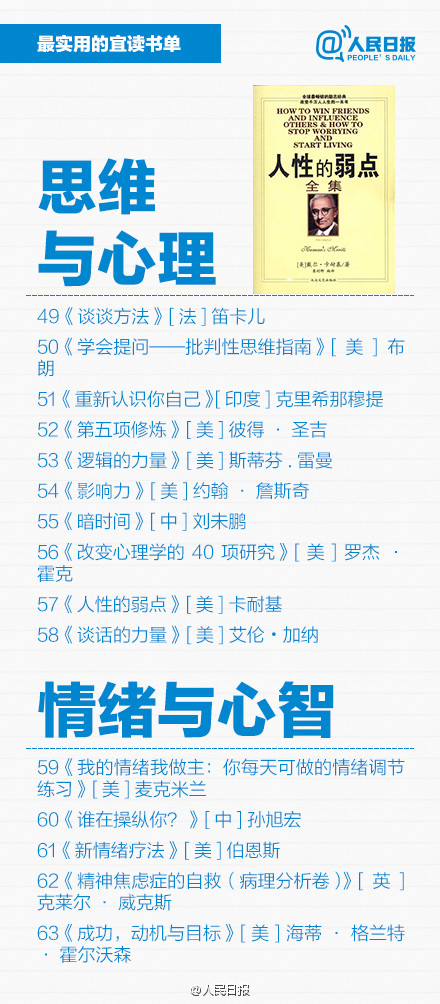 最实用的宜读书单
@人民日报
PEOPLE'S DAILY
全球最畅销的励志经典
改变千万人人生的一本书
HOW TO WIN FRIENDS
AND INFLUENCE
OTHERS & HOW TO
STOP WORRYING
AND
START LIVING
人性的弱点
全集
[美]戴尔·卡耐基/著
思维
与心理
49《谈谈方法》[法]笛卡儿
50《学会提问——批判性思维指南》[美]布
朗
51《重新认识你自己》[印度]克里希那穆提
52《第五项修炼》[美]彼得 · 圣吉
53《逻辑的力量》[美]斯蒂芬 . 雷曼
54《影响力》[美]约翰 · 詹斯奇
55《暗时间》[中]刘未鹏
56《改变心理学的 40 项研究》[美]罗杰 ·
霍克
57《人性的弱点》[美]卡耐基
58《谈话的力量》[美]艾伦·加纳
情绪与心智
59《我的情绪我做主：你每天可做的情绪调节
练习》[美]麦克米兰
60《谁在操纵你？》[中]孙旭宏
61《新情绪疗法》[美]伯恩斯
62《精神焦虑症的自救（病理分析卷）》[英]
克莱尔 · 威克斯
63《成功，动机与目标》[美]海蒂 · 格兰特
· 霍尔沃森
@人民日报